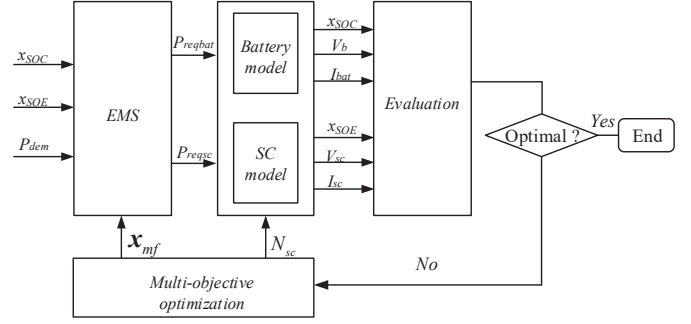 x_SOC
x_SOE
P_dem
EMS
P_reqbat
P_reqsc
Battery
model
SC
model
x_SOC
V_b
I_bat
x_SOE
V_sc
I_sc
Evaluation
Optimal ?
Yes
End
No
x_mf
N_sc
Multi-objective
optimization